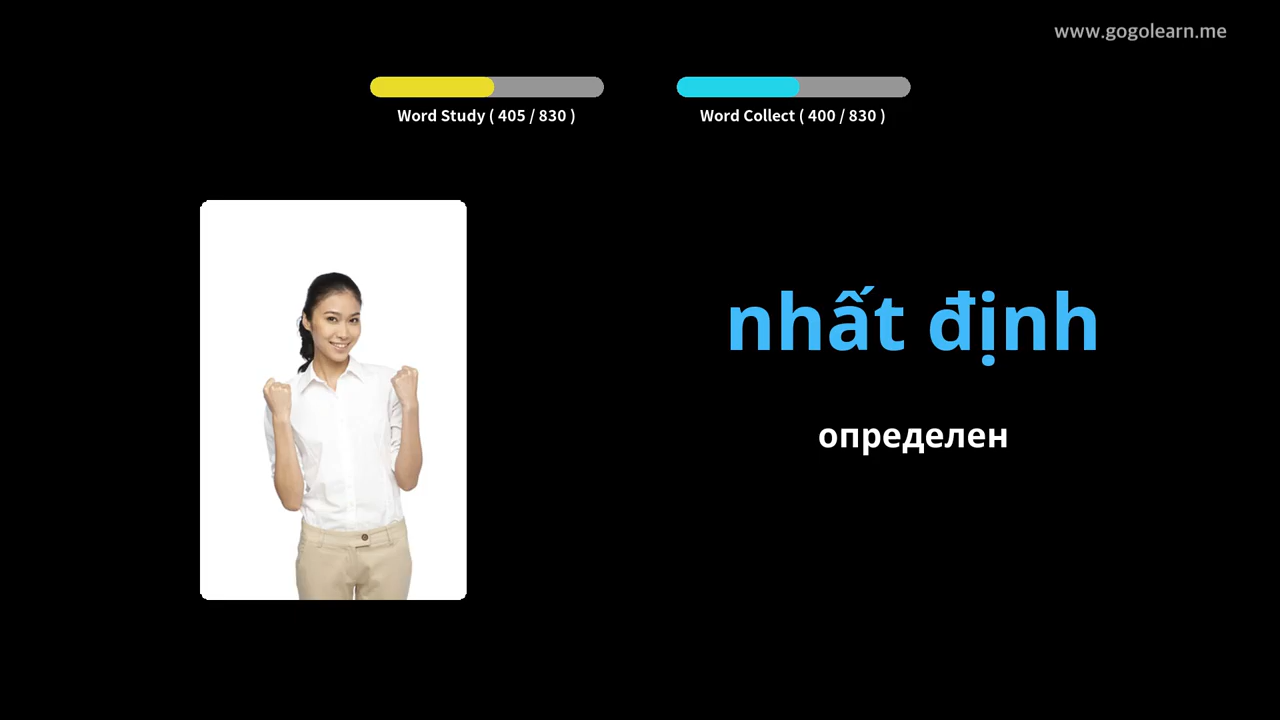 www.gogolearn.me
Word Study ( 405 / 830 )
Word Collect ( 400 / 830 )
nhất định
определен